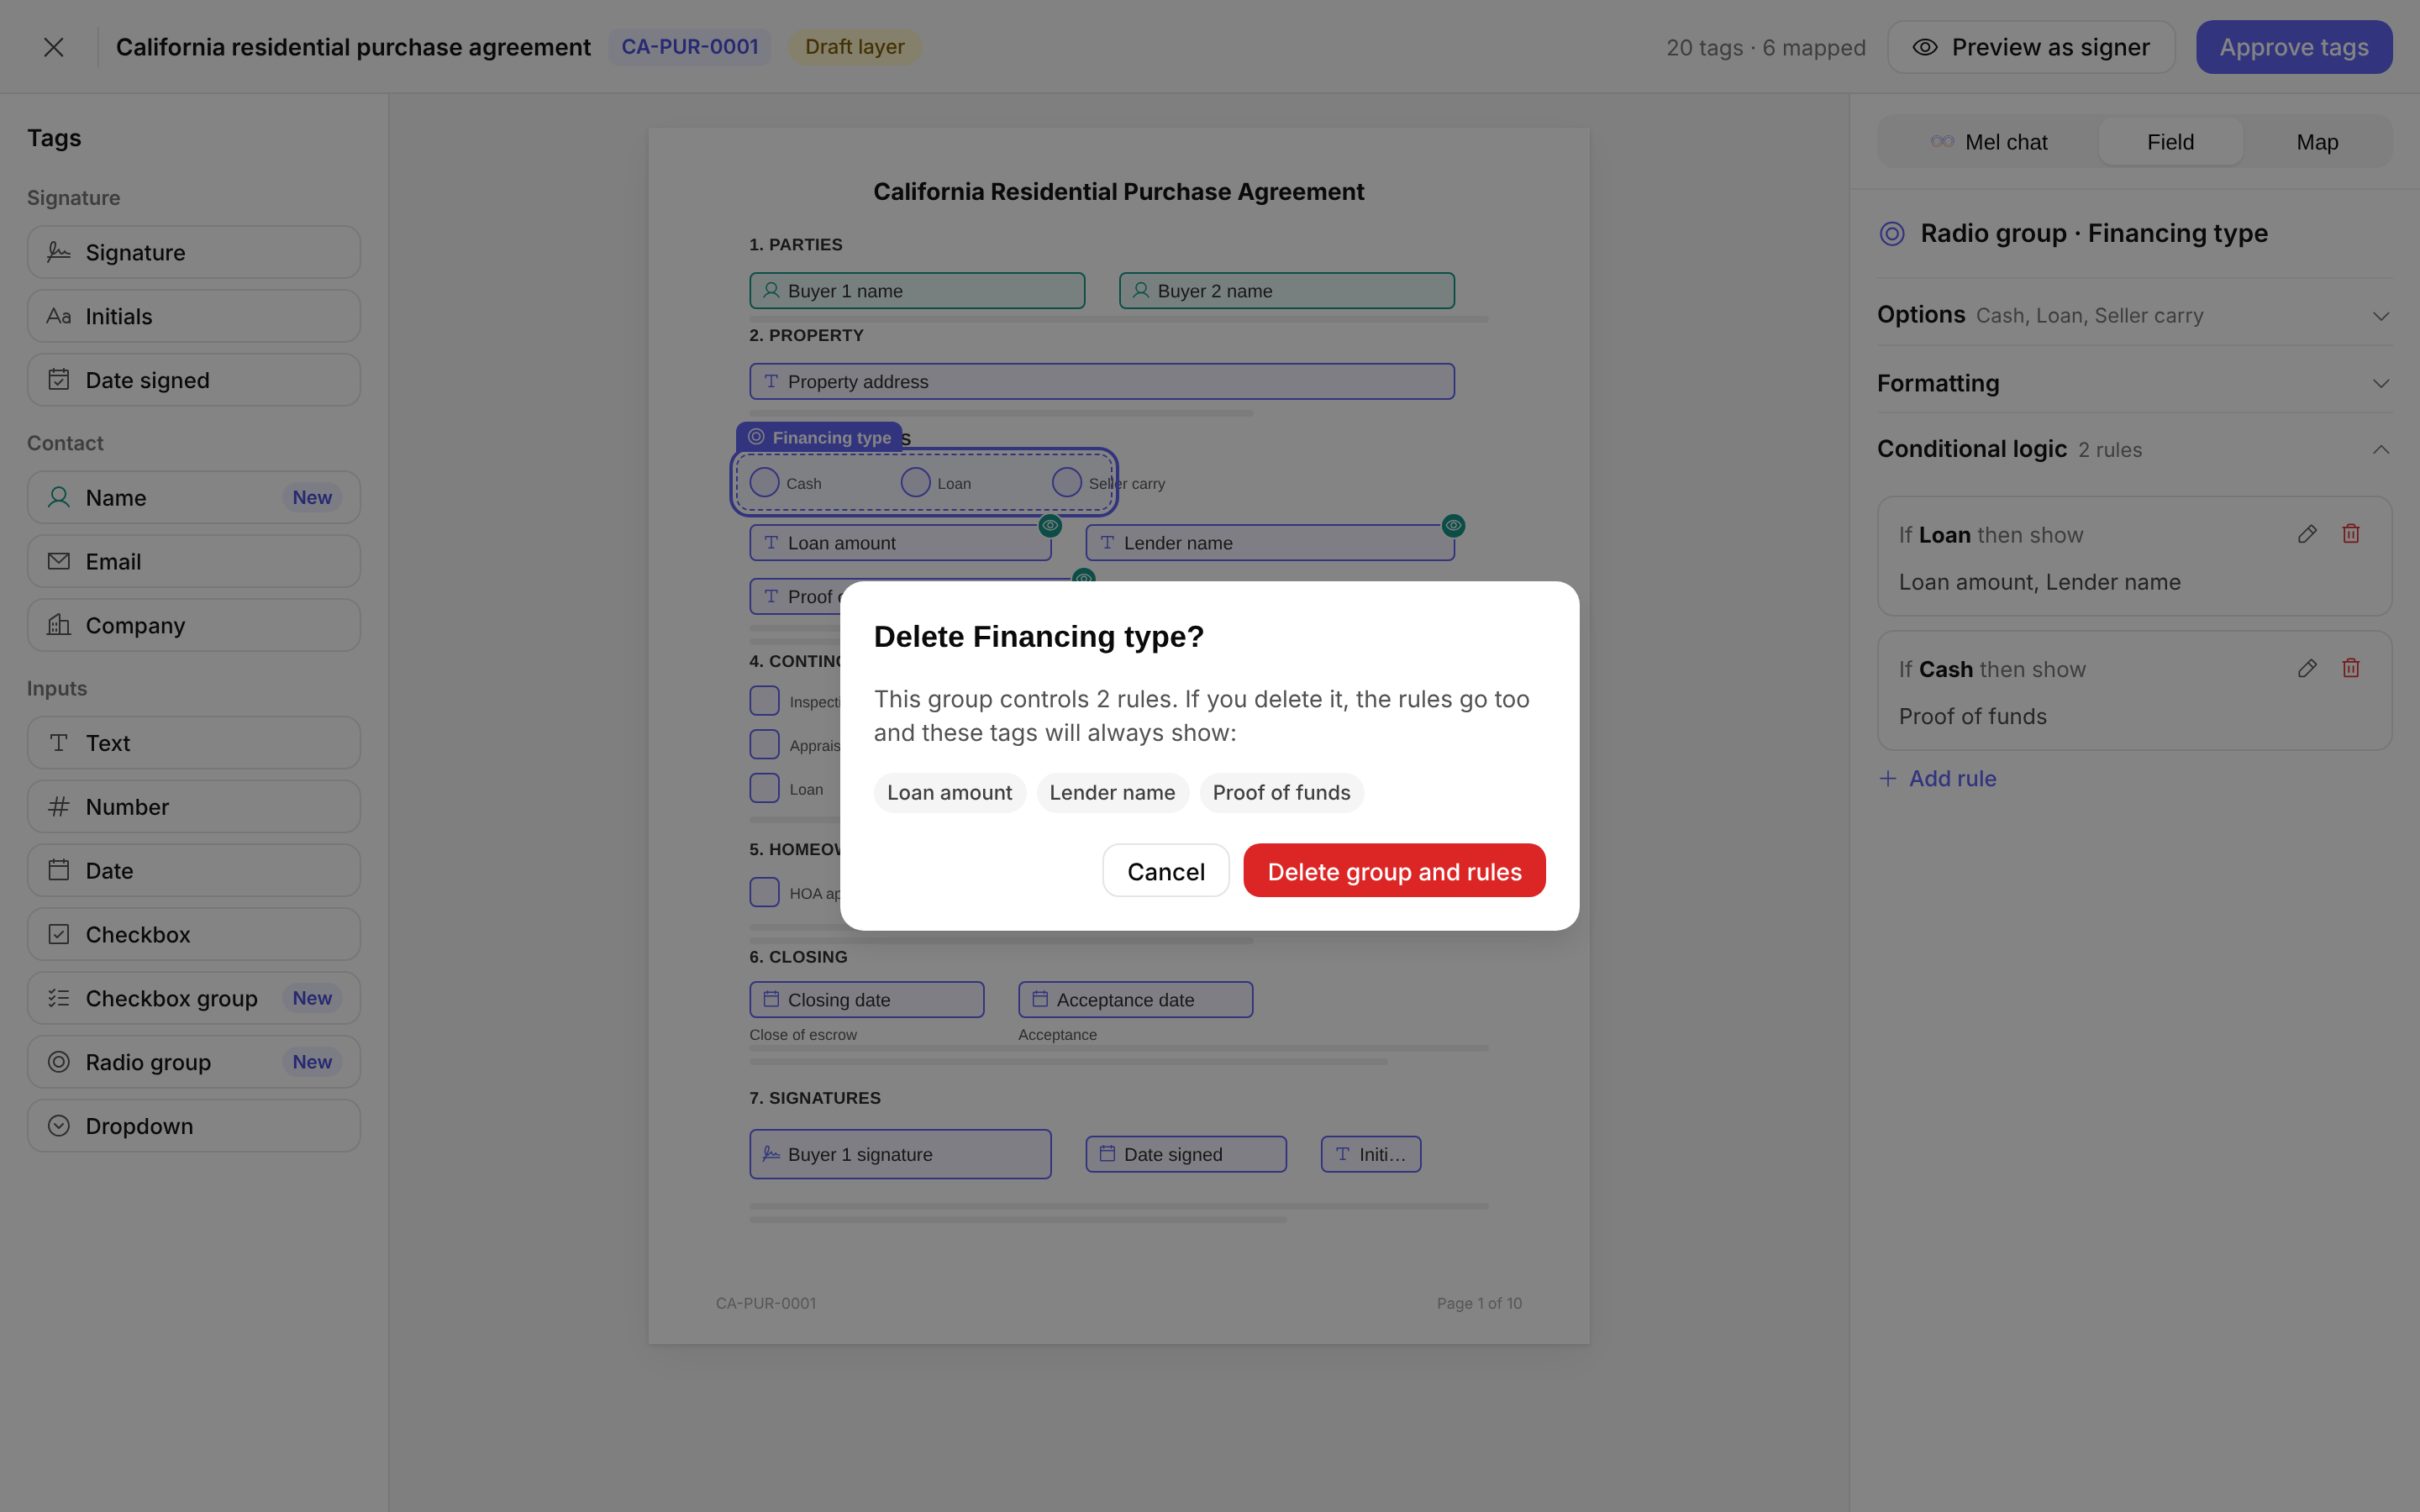 California residential purchase agreement
CA-PUR-0001
Draft layer
20 tags · 6 mapped
Preview as signer
Approve tags
Tags
Signature
Signature
Initials
Date signed
Contact
Name New
Email
Company
Inputs
Text
Number
Date
Checkbox
Checkbox group New
Radio group New
Dropdown
California Residential Purchase Agreement
1. PARTIES
Buyer 1 name
Buyer 2 name
2. PROPERTY
Property address
Financing type
S
Cash
Loan
Seller carry
Loan amount
Lender name
Proof
4. CONTIN
Inspecti
Apprais
Loan
5. HOMEOW
HOA ap
Delete Financing type?
This group controls 2 rules. If you delete it, the rules go too
and these tags will always show:
Loan amount
Lender name
Proof of funds
Cancel
Delete group and rules
6. CLOSING
Closing date
Acceptance date
Close of escrow
Acceptance
7. SIGNATURES
Buyer 1 signature
Date signed
Initi...
CA-PUR-0001
Page 1 of 10
Mel chat
Field
Map
Radio group · Financing type
Options Cash, Loan, Seller carry
Formatting
Conditional logic 2 rules
If Loan then show
Loan amount, Lender name
If Cash then show
Proof of funds
Add rule